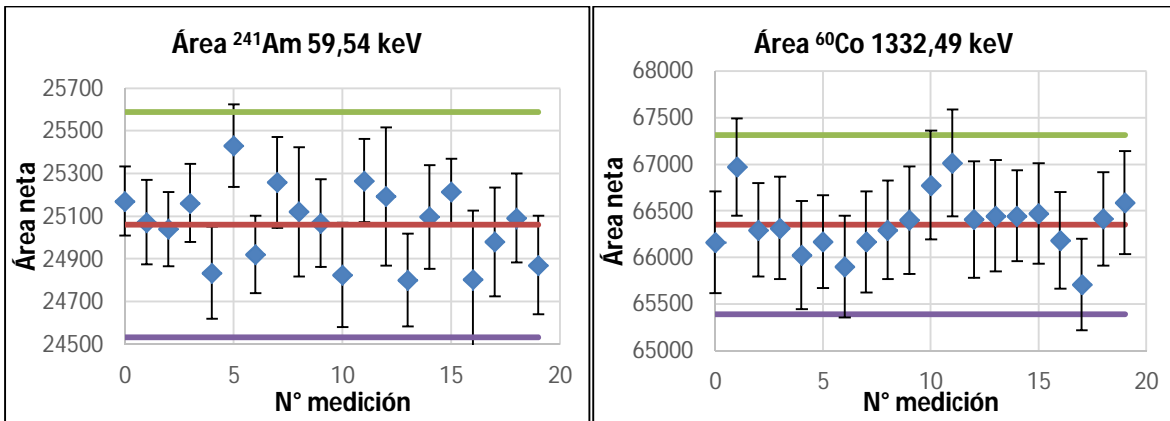 Área ²⁴¹Am 59,54 keV
25700
25500
25300
25100
24900
24700
24500
0 5 10 15 20
Área neta
N° medición
Área ⁶⁰Co 1332,49 keV
68000
67500
67000
66500
66000
65500
65000
0 5 10 15 20
Área neta
N° medición